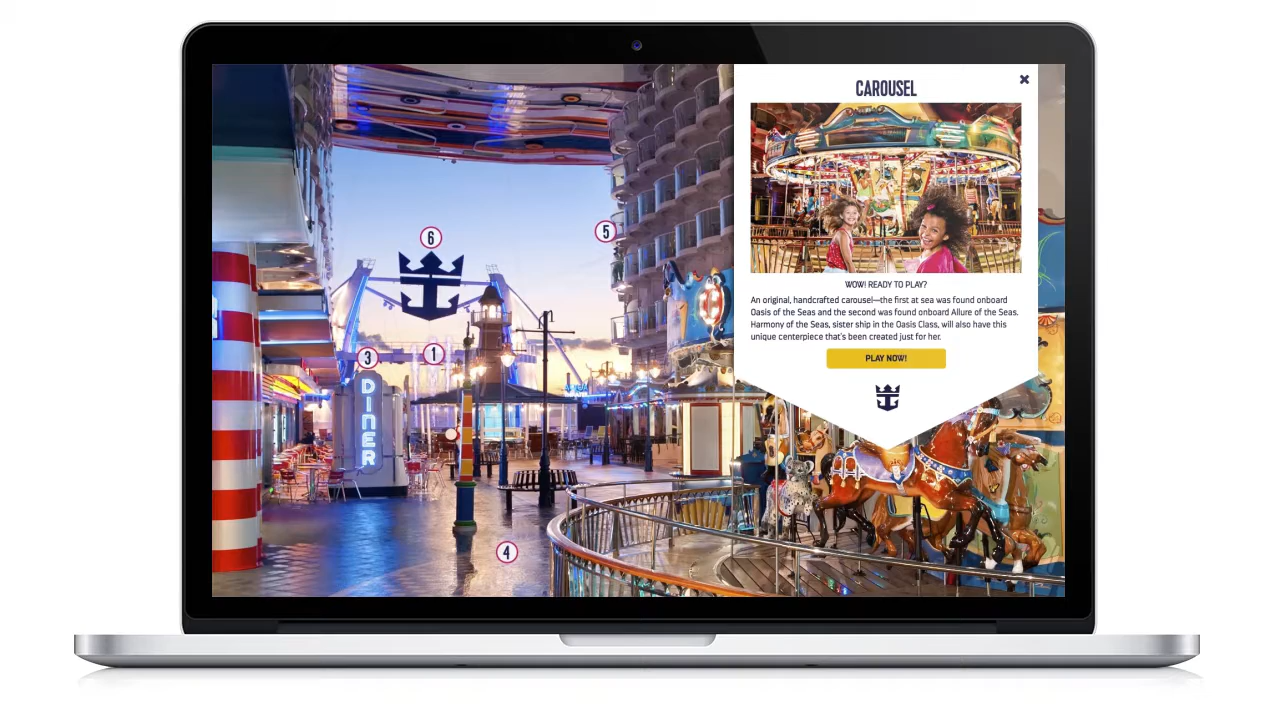 CAROUSEL
WOW! READY TO PLAY?
An original, handcrafted carousel—the first at sea was found onboard
Oasis of the Seas and the second was found onboard Allure of the Seas.
Harmony of the Seas, sister ship in the Oasis Class, will also have this
unique centerpiece that's been created just for her.
PLAY NOW!
6
5
3
1
DINER
4